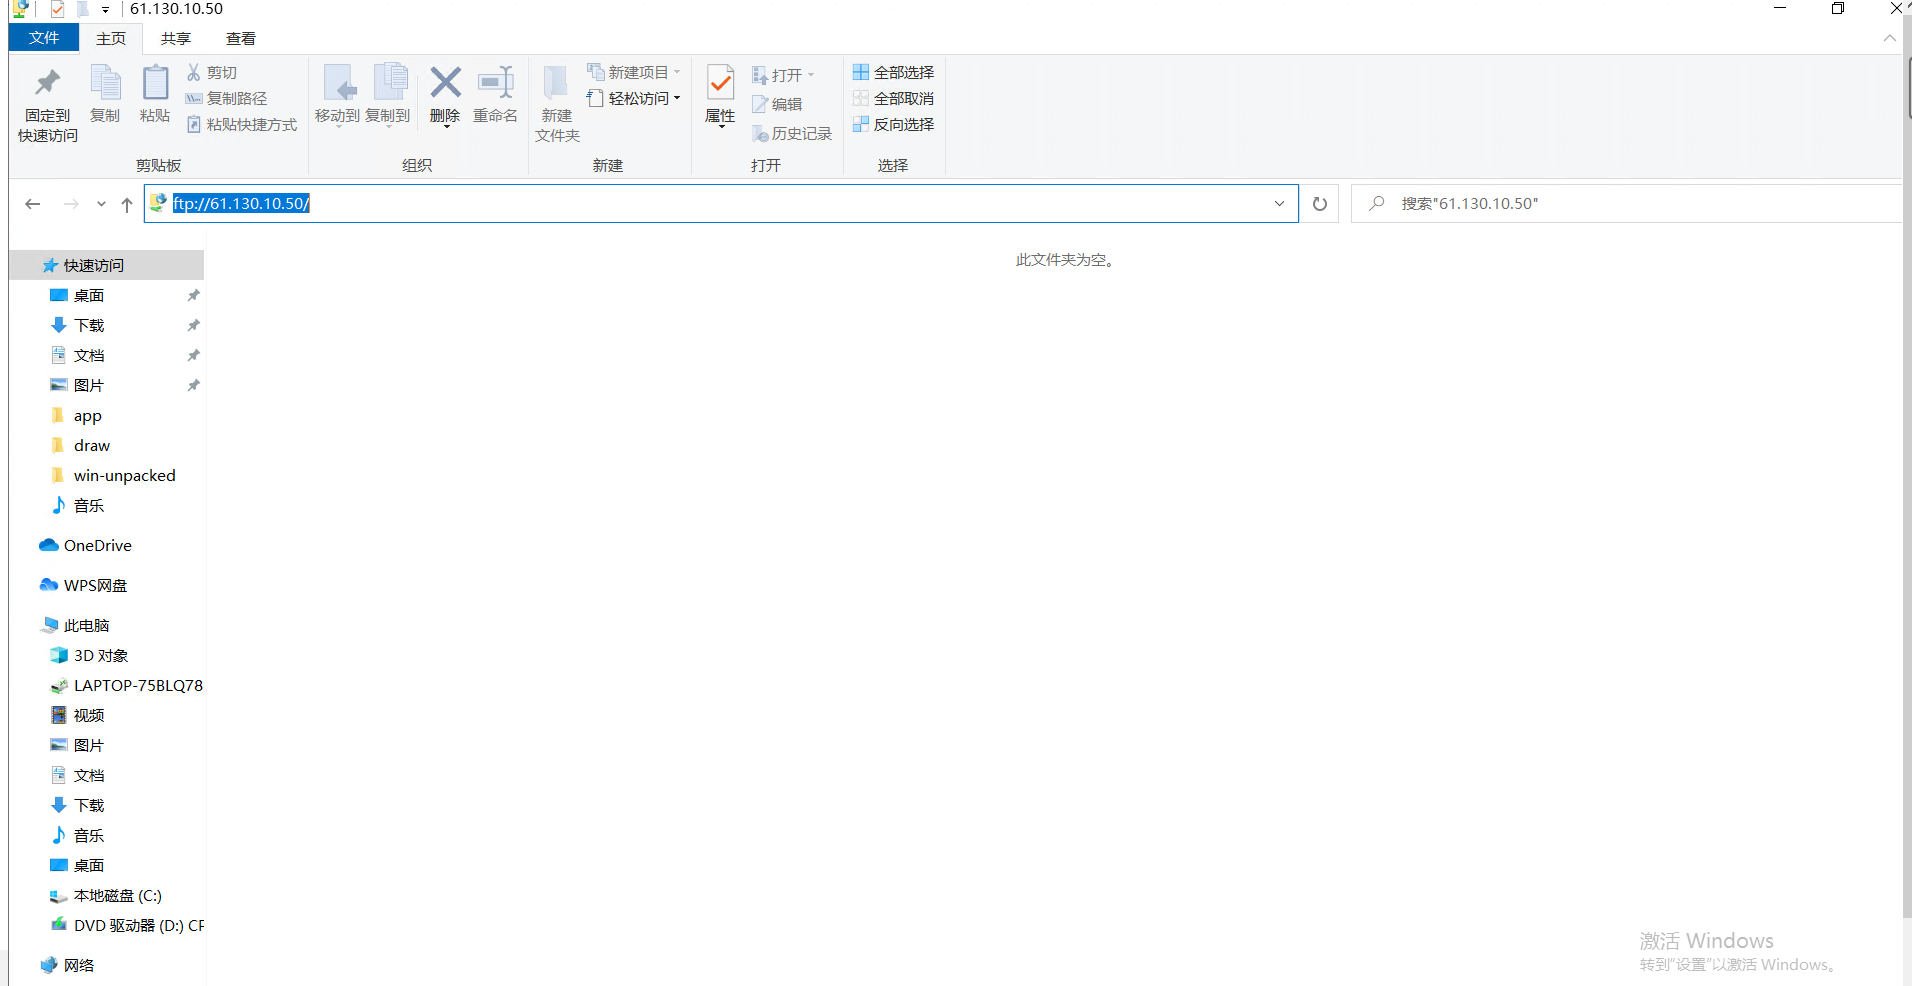 61.130.10.50
文件 主页 共享 查看
固定到
快速访问
复制
粘贴
剪切
复制路径
粘贴快捷方式
剪贴板
移动到
复制到
删除
重命名
组织
新建
文件夹
新建项目
轻松访问
新建
属性
打开
编辑
历史记录
打开
全部选择
全部取消
反向选择
选择
ftp://61.130.10.50/
搜索"61.130.10.50"
此文件夹为空。
快速访问
桌面
下载
文档
图片
app
draw
win-unpacked
音乐
OneDrive
WPS网盘
此电脑
3D 对象
LAPTOP-75BLQ78
视频
图片
文档
下载
音乐
桌面
本地磁盘 (C:)
DVD 驱动器 (D:) CF
网络
激活 Windows
转到"设置"以激活 Windows。